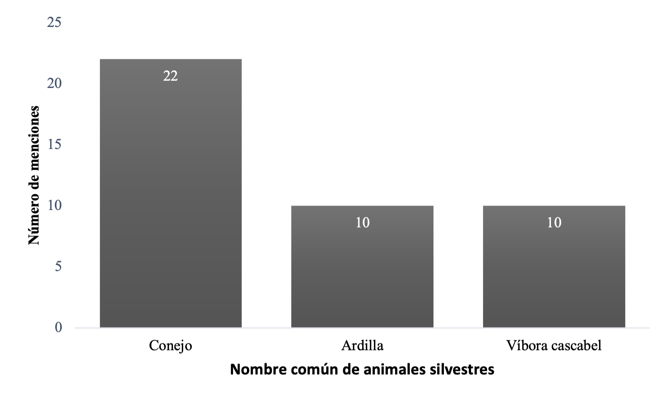 25
20
15
10
5
0
Número de menciones
22
10
10
Conejo
Ardilla
Víbora cascabel
Nombre común de animales silvestres